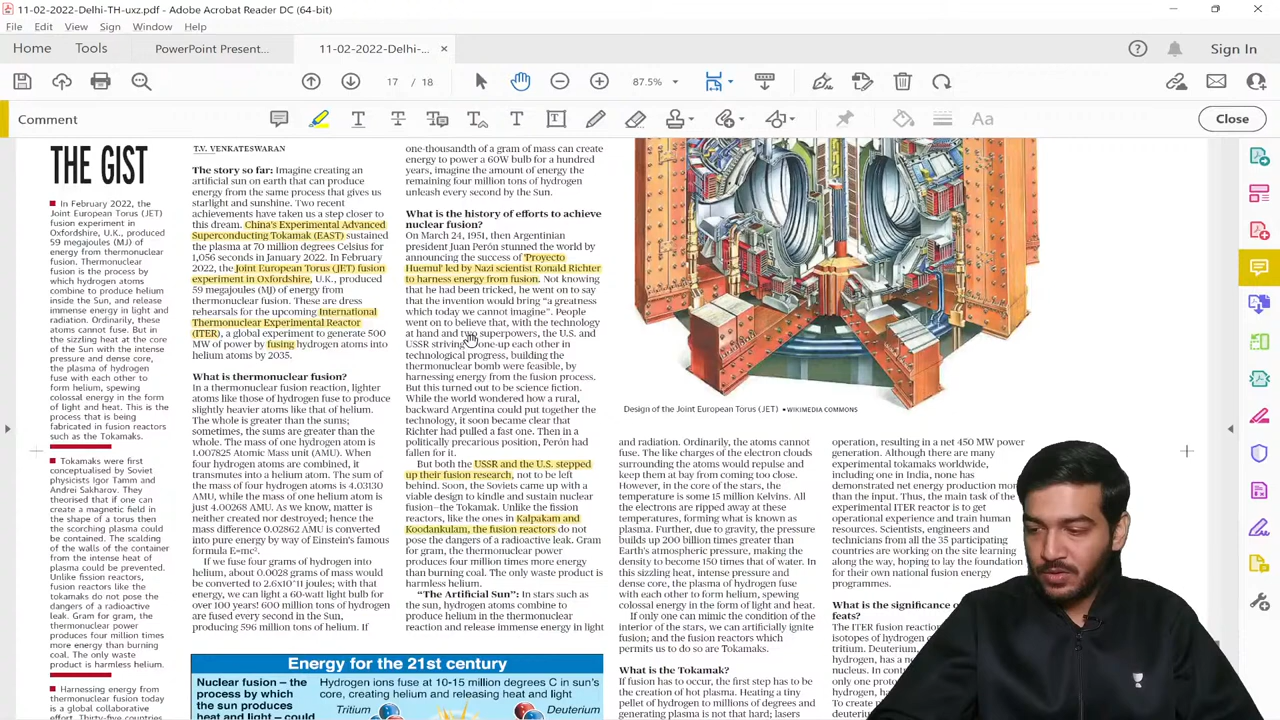 11-02-2022-Delhi-TH-uxz.pdf - Adobe Acrobat Reader DC (64-bit)
File Edit View Sign Window Help
Home Tools PowerPoint Present... 11-02-2022-Delhi-... × Sign In
17 / 18 87.5%
Comment Close
THE GIST
In February 2022, the
Joint European Torus (JET)
fusion experiment in
Oxfordshire, U.K., produced
59 megajoules (MJ) of energy
from thermonuclear
fusion. Thermonuclear
fusion is the process by
which hydrogen atoms
combine to produce helium
inside the Sun, and release
immense energy in light and
radiation. Ordinarily, these
atoms cannot fuse. But in
the sizzling heat at the core
of the Sun with the intense
pressure and dense core,
the plasma of hydrogen
fuse with each other to
form helium, spewing
colossal energy in the form
of light and heat. This is the
process that is being
fabricated in fusion reactors
such as the Tokamaks.
Tokamaks were first
conceptualised by Soviet
physicists Igor Tamm and
Andrei Sakharov. They
theorised that if one can
create a magnetic field in
the shape of a torus then
the scorching plasma could
be contained. The scalding
of the walls of the container
from the intense heat of
plasma could be prevented.
Unlike fission reactors,
fusion reactors like the
tokamaks do not pose the
dangers of a radioactive
leak. Gram for gram, the
thermonuclear power
produces four million times
more energy than burning
coal. The only waste
product is harmless helium.
Harnessing energy from
thermonuclear fusion today
is a global collaborative
effort. Thirty-five countries
T.V. VENKATESWARAN
The story so far: Imagine creating an
artificial sun on earth that can produce
energy from the same process that gives us
starlight and sunshine. Two recent
achievements have taken us a step closer to
this dream. China's Experimental Advanced
Superconducting Tokamak (EAST) sustained
the plasma at 70 million degrees Celsius for
1,056 seconds in January 2022. In February
2022, the Joint European Torus (JET) fusion
experiment in Oxfordshire, U.K., produced
59 megajoules (MJ) of energy from
thermonuclear fusion. These are dress
rehearsals for the upcoming International
Thermonuclear Experimental Reactor
(ITER), a global experiment to generate 500
MW of power by fusing hydrogen atoms into
helium atoms by 2035.
What is thermonuclear fusion?
In a thermonuclear fusion reaction, lighter
atoms like those of hydrogen fuse to produce
slightly heavier atoms like that of helium.
The whole is greater than the sums;
sometimes, the sums are greater than the
whole. The mass of one hydrogen atom is
1.007825 Atomic Mass unit (AMU). When
four hydrogen atoms are combined, it
transmutes into a helium atom. The sum of
the mass of four hydrogen atoms is 4.03130
AMU, while the mass of one helium atom is
just 4.00268 AMU. As we know, matter is
neither created nor destroyed; hence the
mass difference 0.02862 AMU is converted
into pure energy by way of Einstein's famous
formula E=mc².
If we fuse four grams of hydrogen into
helium, about 0.0028 grams of mass would
be converted to 2.6x10¹¹ joules; with that
energy, we can light a 60-watt light bulb for
over 100 years! 600 million tons of hydrogen
are fused every second in the Sun,
producing 596 million tons of helium. If
one-thousandth of a gram of mass can create
energy to power a 60W bulb for a hundred
years, imagine the amount of energy the
remaining four million tons of hydrogen
unleash every second by the Sun.
What is the history of efforts to achieve
nuclear fusion?
On March 24, 1951, then Argentinian
president Juan Perón stunned the world by
announcing the success of 'Proyecto
Huemul' led by Nazi scientist Ronald Richter
to harness energy from fusion. Not knowing
that he had been tricked, he went on to say
that the invention would bring "a greatness
which today we cannot imagine". People
went on to believe that, with the technology
at hand and two superpowers, the U.S. and
USSR striving one-up each other in
technological progress, building the
thermonuclear bomb were feasible, by
harnessing energy from the fusion process.
But this turned out to be science fiction.
While the world wondered how a rural,
backward Argentina could put together the
technology, it soon became clear that
Richter had pulled a fast one. Then in a
politically precarious position, Perón had
fallen for it.
But both the USSR and the U.S. stepped
up their fusion research, not to be left
behind. Soon, the Soviets came up with a
viable design to kindle and sustain nuclear
fusion–the Tokamak. Unlike the fission
reactors, like the ones in Kalpakam and
Koodankulam, the fusion reactors do not
pose the dangers of a radioactive leak. Gram
for gram, the thermonuclear power
produces four million times more energy
than burning coal. The only waste product is
harmless helium.
"The Artificial Sun": In stars such as
the sun, hydrogen atoms combine to
produce helium in the thermonuclear
reaction and release immense energy in light
Energy for the 21st century
Nuclear fusion – the
process by which
the sun produces
heat and light – could
Hydrogen ions fuse at 10-15 million degrees C in sun's
core, creating helium and releasing heat and light
Tritium Deuterium
Design of the Joint European Torus (JET) • WIKIMEDIA COMMONS
and radiation. Ordinarily, the atoms cannot
fuse. The like charges of the electron clouds
surrounding the atoms would repulse and
keep them at bay from coming too close.
However, in the core of the stars, the
temperature is some 15 million Kelvins. All
the electrons are ripped away at these
temperatures, forming what is known as
plasma. Further, due to gravity, the pressure
builds up 200 billion times greater than
Earth's atmospheric pressure, making the
density to become 150 times that of water. In
this sizzling heat, intense pressure and
dense core, the plasma of hydrogen fuse
with each other to form helium, spewing
colossal energy in the form of light and heat.
If only one can mimic the condition of the
interior of the stars, we can artificially ignite
fusion; and the fusion reactors which
permits us to do so are Tokamaks.
What is the Tokamak?
If fusion has to occur, the first step has to be
the creation of hot plasma. Heating a tiny
pellet of hydrogen to millions of degrees and
generating plasma is not that hard; lasers
operation, resulting in a net 450 MW power
generation. Although there are many
experimental tokamaks worldwide,
including one in India, none has
demonstrated net energy production more
than the input. Thus, the main task of the
experimental ITER reactor is to get
operational experience and train human
resources. Scientists, engineers and
technicians from all the 35 participating
countries are working on the site learning
along the way, hoping to lay the foundation
for their own national fusion energy
programmes.
What is the significance o
feats?
The ITER fusion reacto
isotopes of hydrogen
tritium. Deuterium,
hydrogen, has a n
nucleus. In cont
only one proto
hydrogen, m
To create
deuteriu